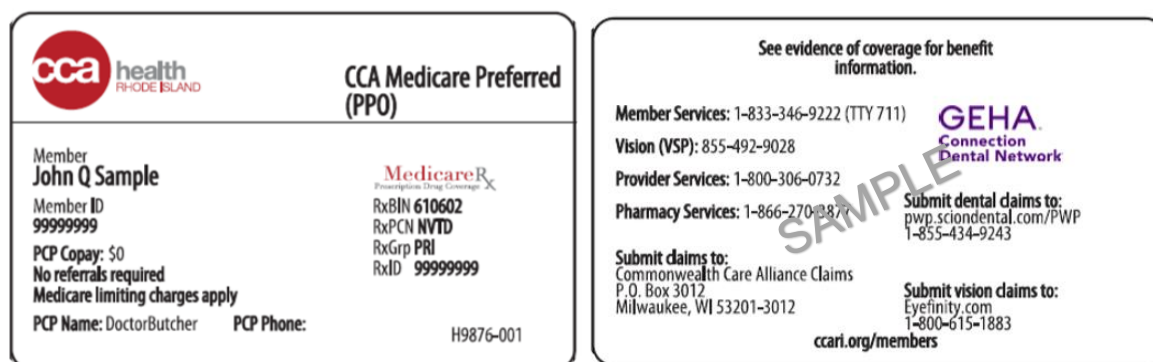 cca health
RHODE ISLAND
CCA Medicare Preferred
(PPO)
Member
John Q Sample
Member ID
99999999
PCP Copay: $0
No referrals required
Medicare limiting charges apply
PCP Name: DoctorButcher PCP Phone:
MedicareRx
Prescription Drug Coverage
RxBIN 610602
RxPCN NVTD
RxGrp PRI
RxID 99999999
H9876-001
See evidence of coverage for benefit
information.
Member Services: 1-833-346-9222 (TTY 711)
Vision (VSP): 855-492-9028
Provider Services: 1-800-306-0732
Pharmacy Services: 1-866-270-3877
Submit claims to:
Commonwealth Care Alliance Claims
P.O. Box 3012
Milwaukee, WI 53201-3012
GEHA
Connection
Dental Network
SAMPLE
Submit dental claims to:
pwp.sciondental.com/PWP
1-855-434-9243
Submit vision claims to:
Eyefinity.com
1-800-615-1883
ccari.org/members